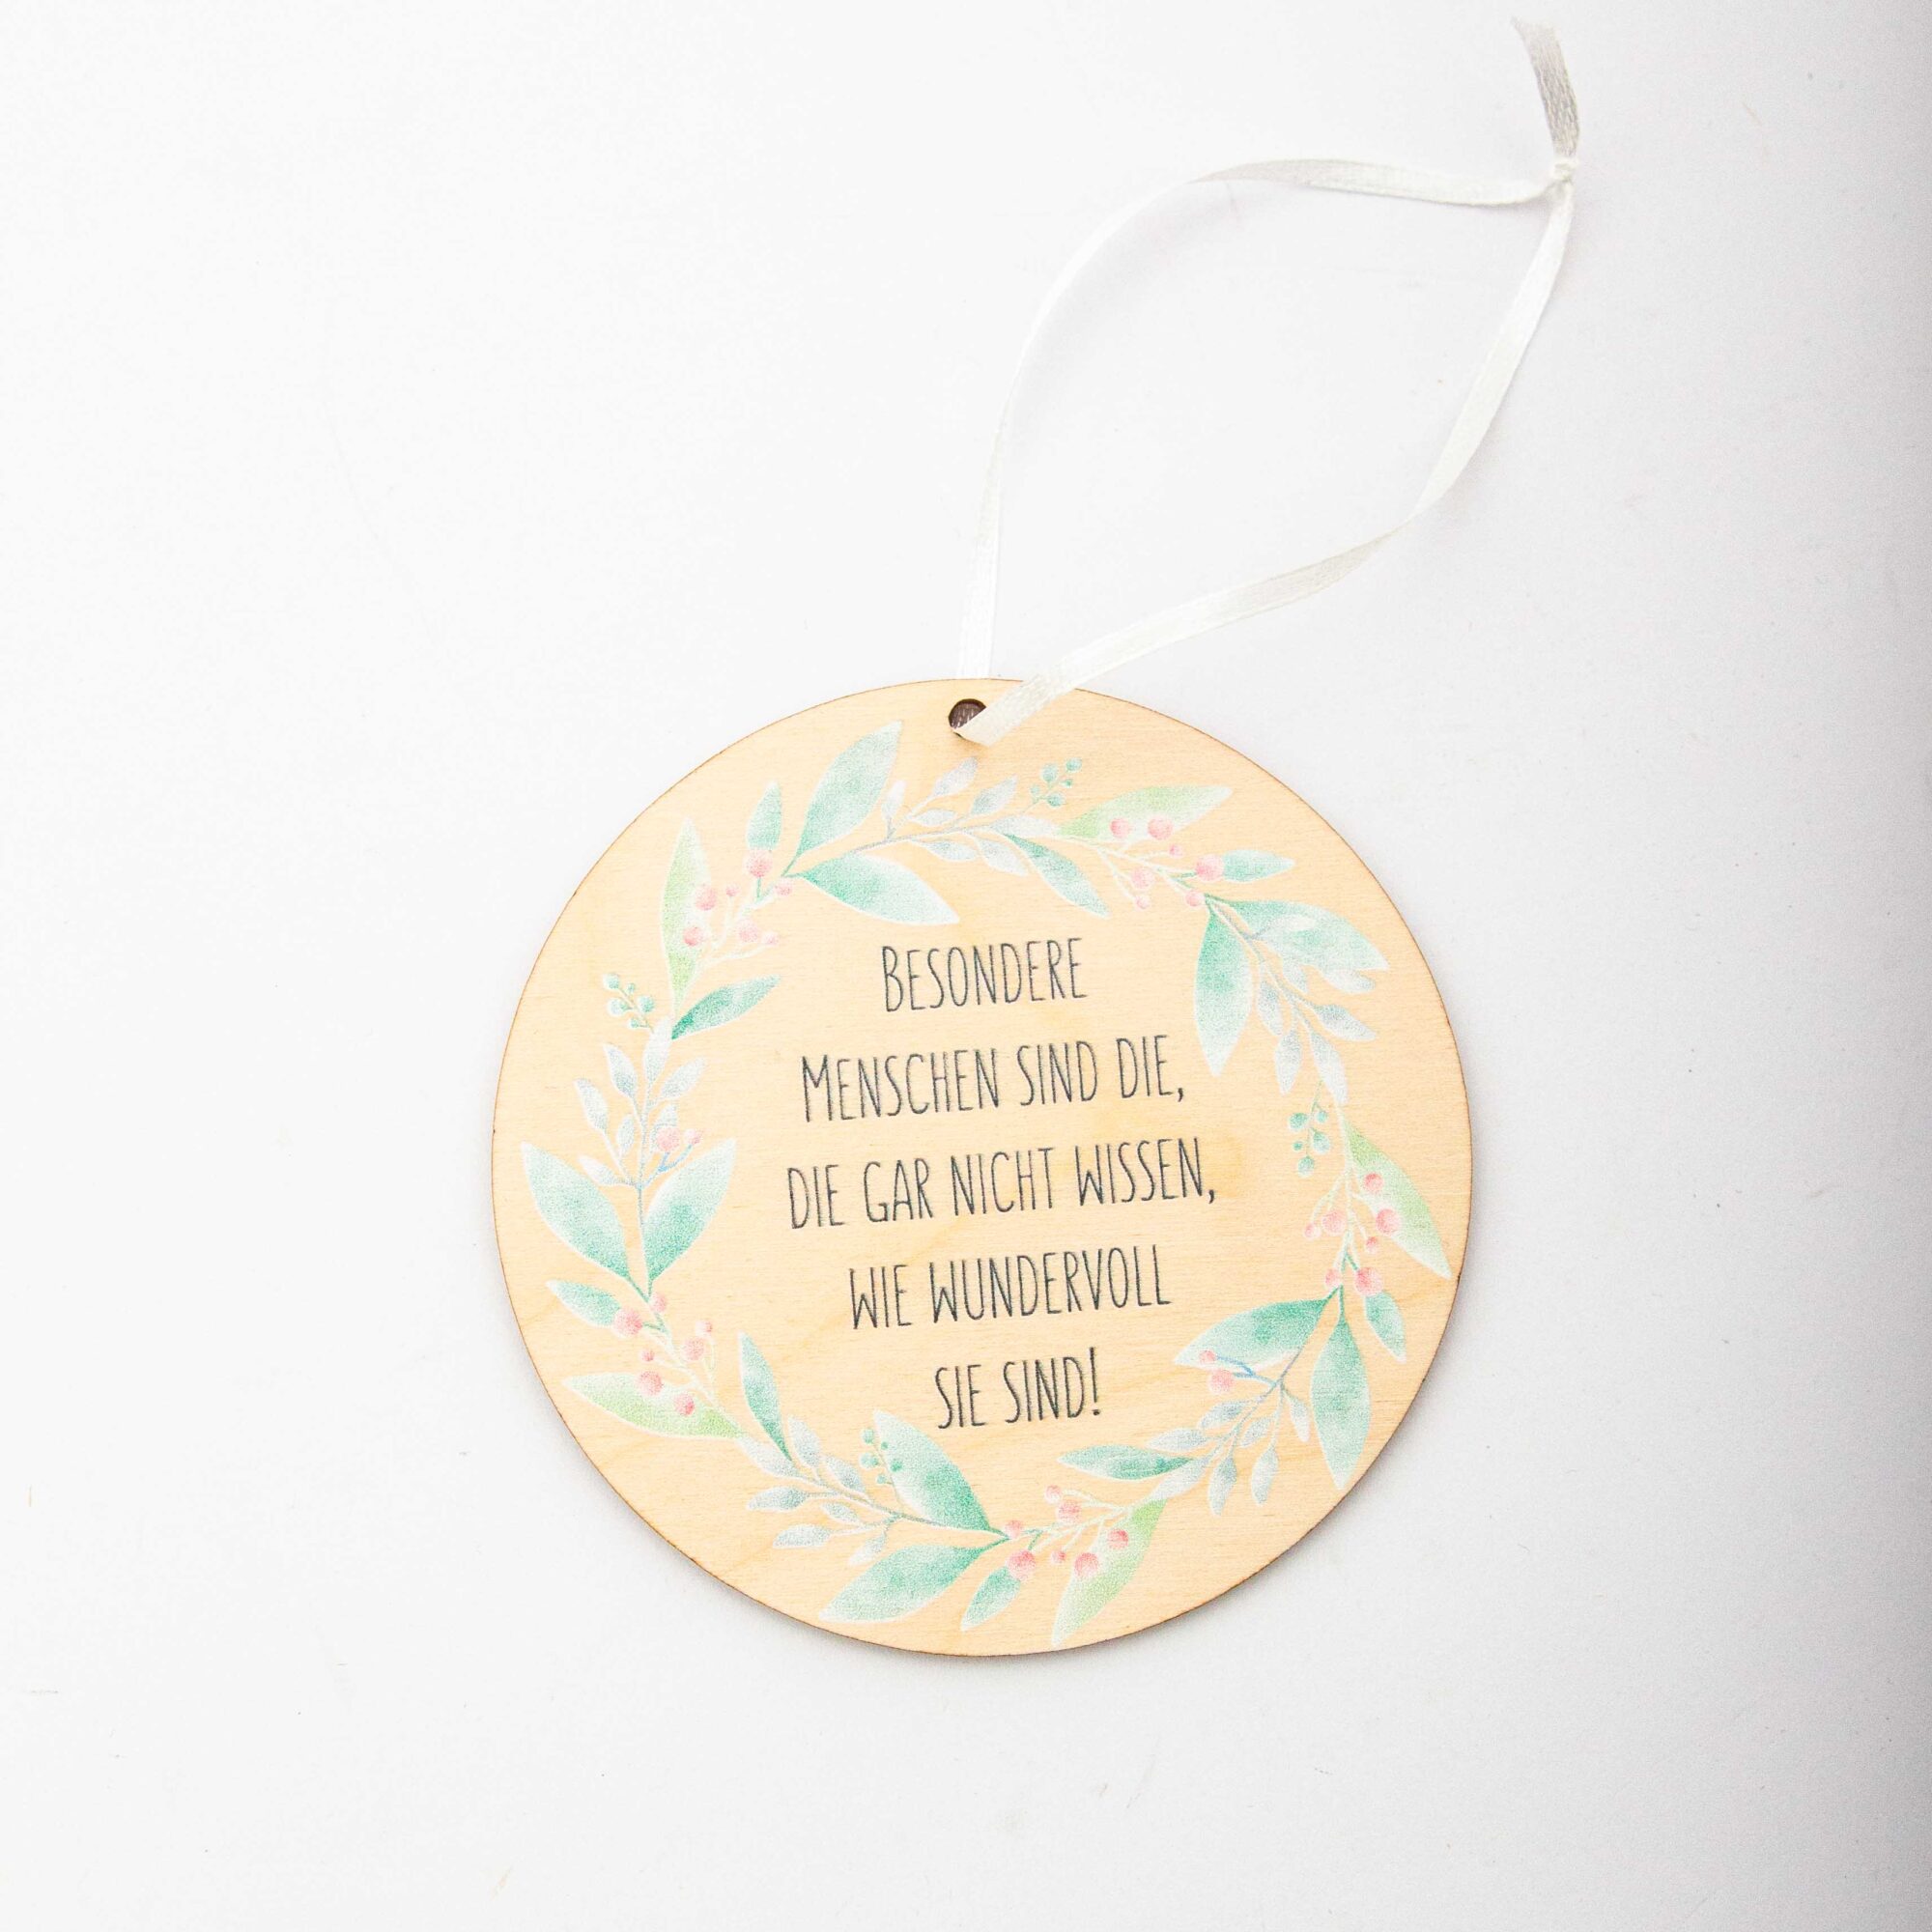 Besondere
Menschen sind die,
die gar nicht wissen,
wie wundervoll
sie sind!